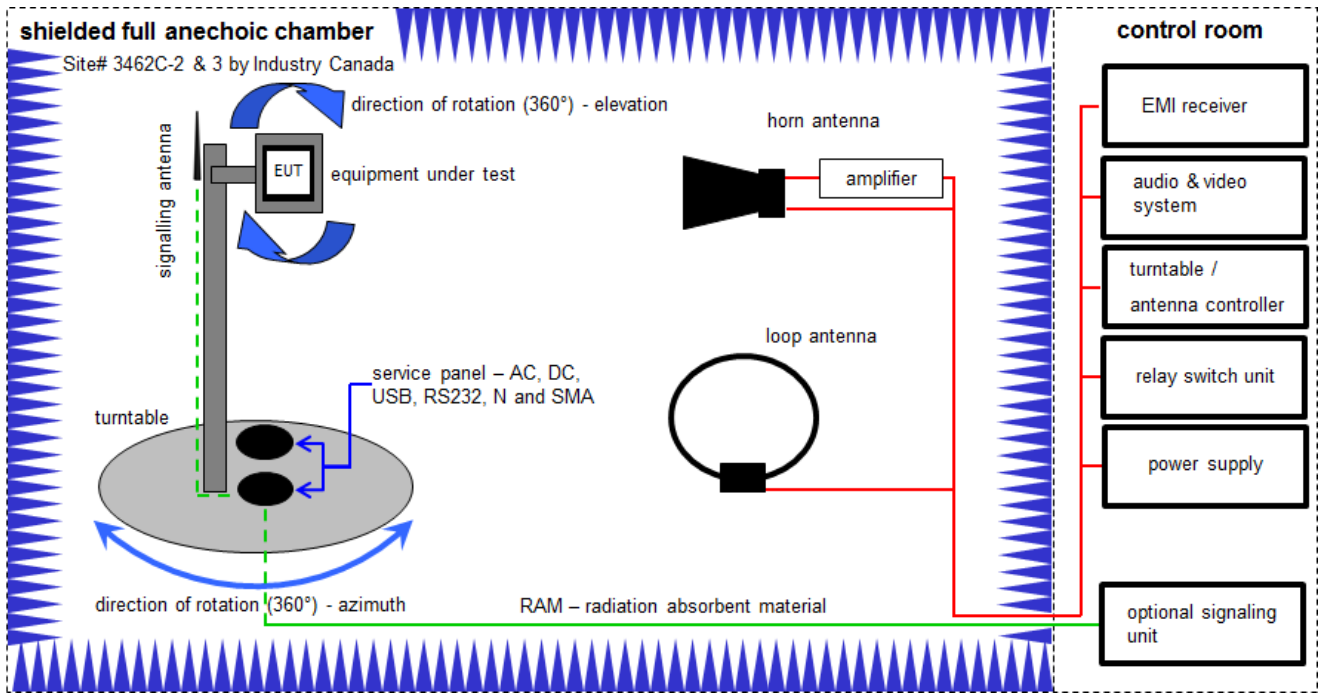 shielded full anechoic chamber
Site# 3462C-2 & 3 by Industry Canada
direction of rotation (360°) - elevation
signalling antenna
EUT
equipment under test
horn antenna
amplifier
loop antenna
service panel – AC, DC,
USB, RS232, N and SMA
turntable
direction of rotation (360°) - azimuth
RAM – radiation absorbent material
control room
EMI receiver
audio & video
system
turntable /
antenna controller
relay switch unit
power supply
optional signaling
unit